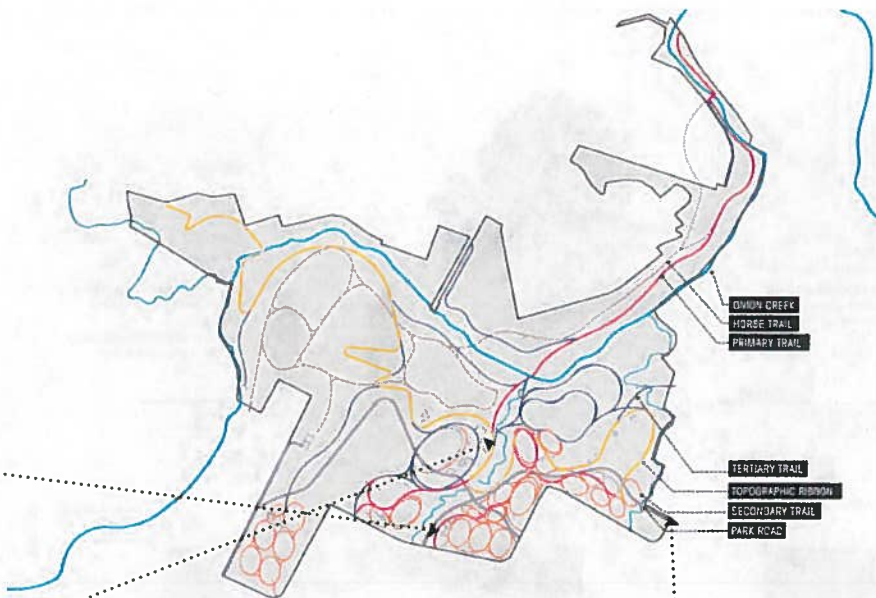 ONION CREEK
HORSE TRAIL
PRIMARY TRAIL
TERTIARY TRAIL
TOPOGRAPHIC RIBBON
SECONDARY TRAIL
PARK ROAD